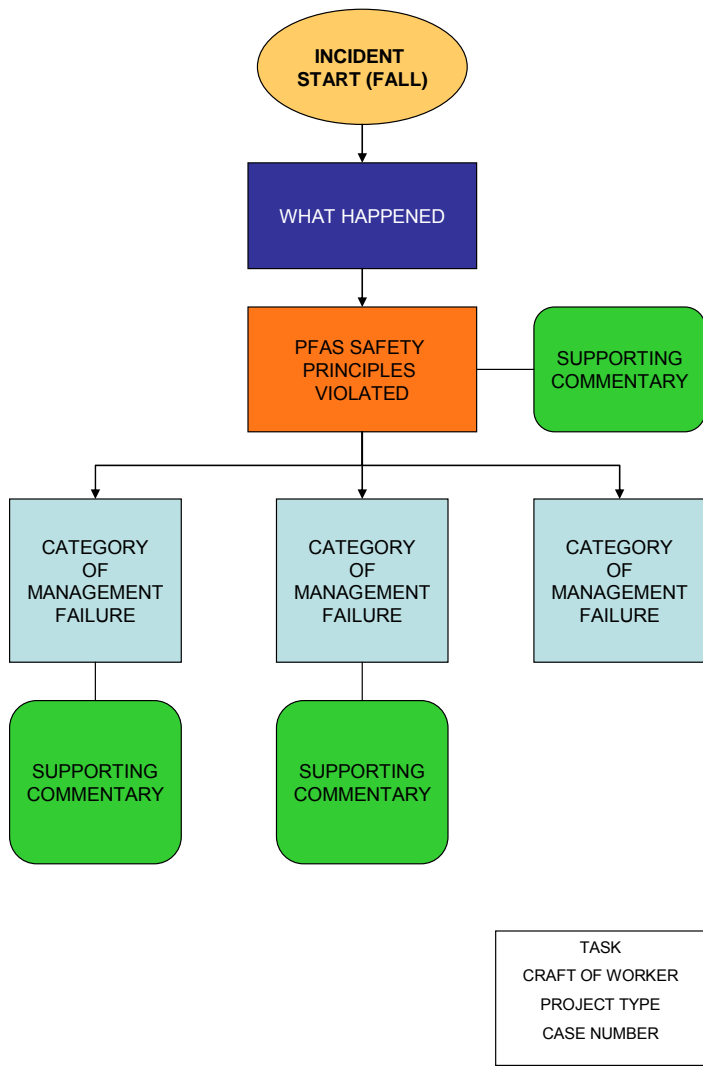 INCIDENT
START (FALL)
WHAT HAPPENED
PFAS SAFETY
PRINCIPLES
VIOLATED
SUPPORTING
COMMENTARY
CATEGORY
OF
MANAGEMENT
FAILURE
CATEGORY
OF
MANAGEMENT
FAILURE
CATEGORY
OF
MANAGEMENT
FAILURE
SUPPORTING
COMMENTARY
SUPPORTING
COMMENTARY
TASK
CRAFT OF WORKER
PROJECT TYPE
CASE NUMBER